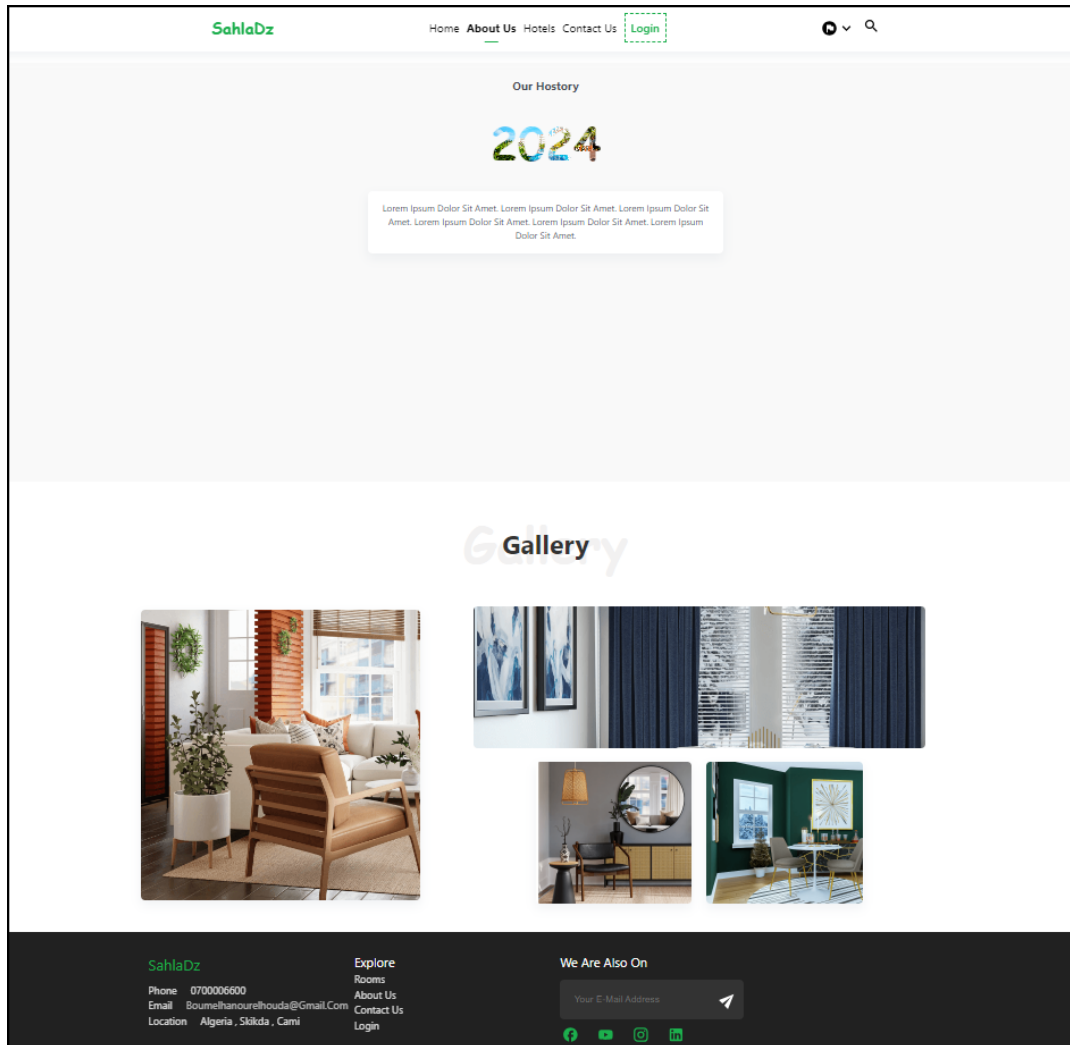 SahlaDz
Home About Us Hotels Contact Us Login
Our Hostory
2024
Lorem Ipsum Dolor Sit Amet. Lorem Ipsum Dolor Sit Amet. Lorem Ipsum Dolor Sit
Amet. Lorem Ipsum Dolor Sit Amet. Lorem Ipsum Dolor Sit Amet. Lorem Ipsum
Dolor Sit Amet.
Gallery
Gallery
SahlaDz
Phone 0700006600
Email Boumelhanourelhouda@Gmail.Com
Location Algeria , Skikda , Cami
Explore
Rooms
About Us
Contact Us
Login
We Are Also On
Your E-Mail Address